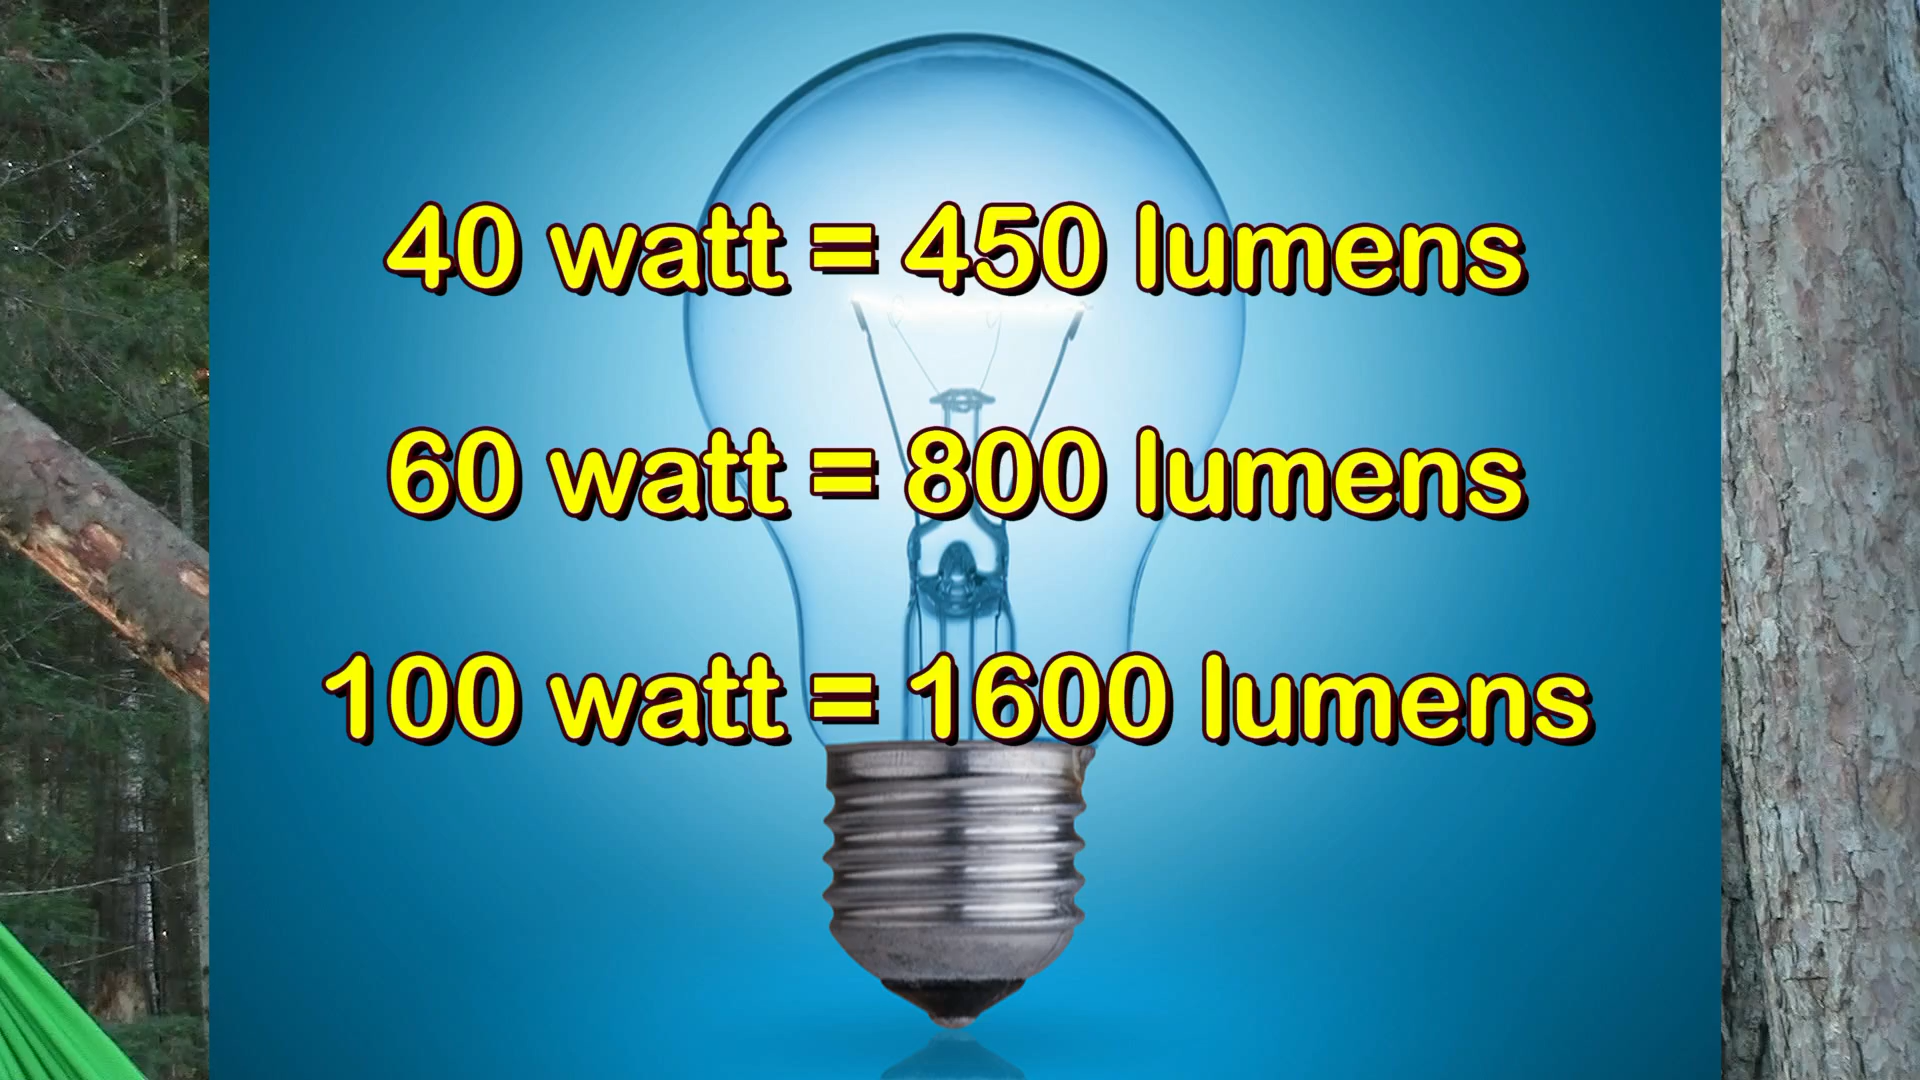 40 watt = 450 lumens
60 watt = 800 lumens
100 watt = 1600 lumens